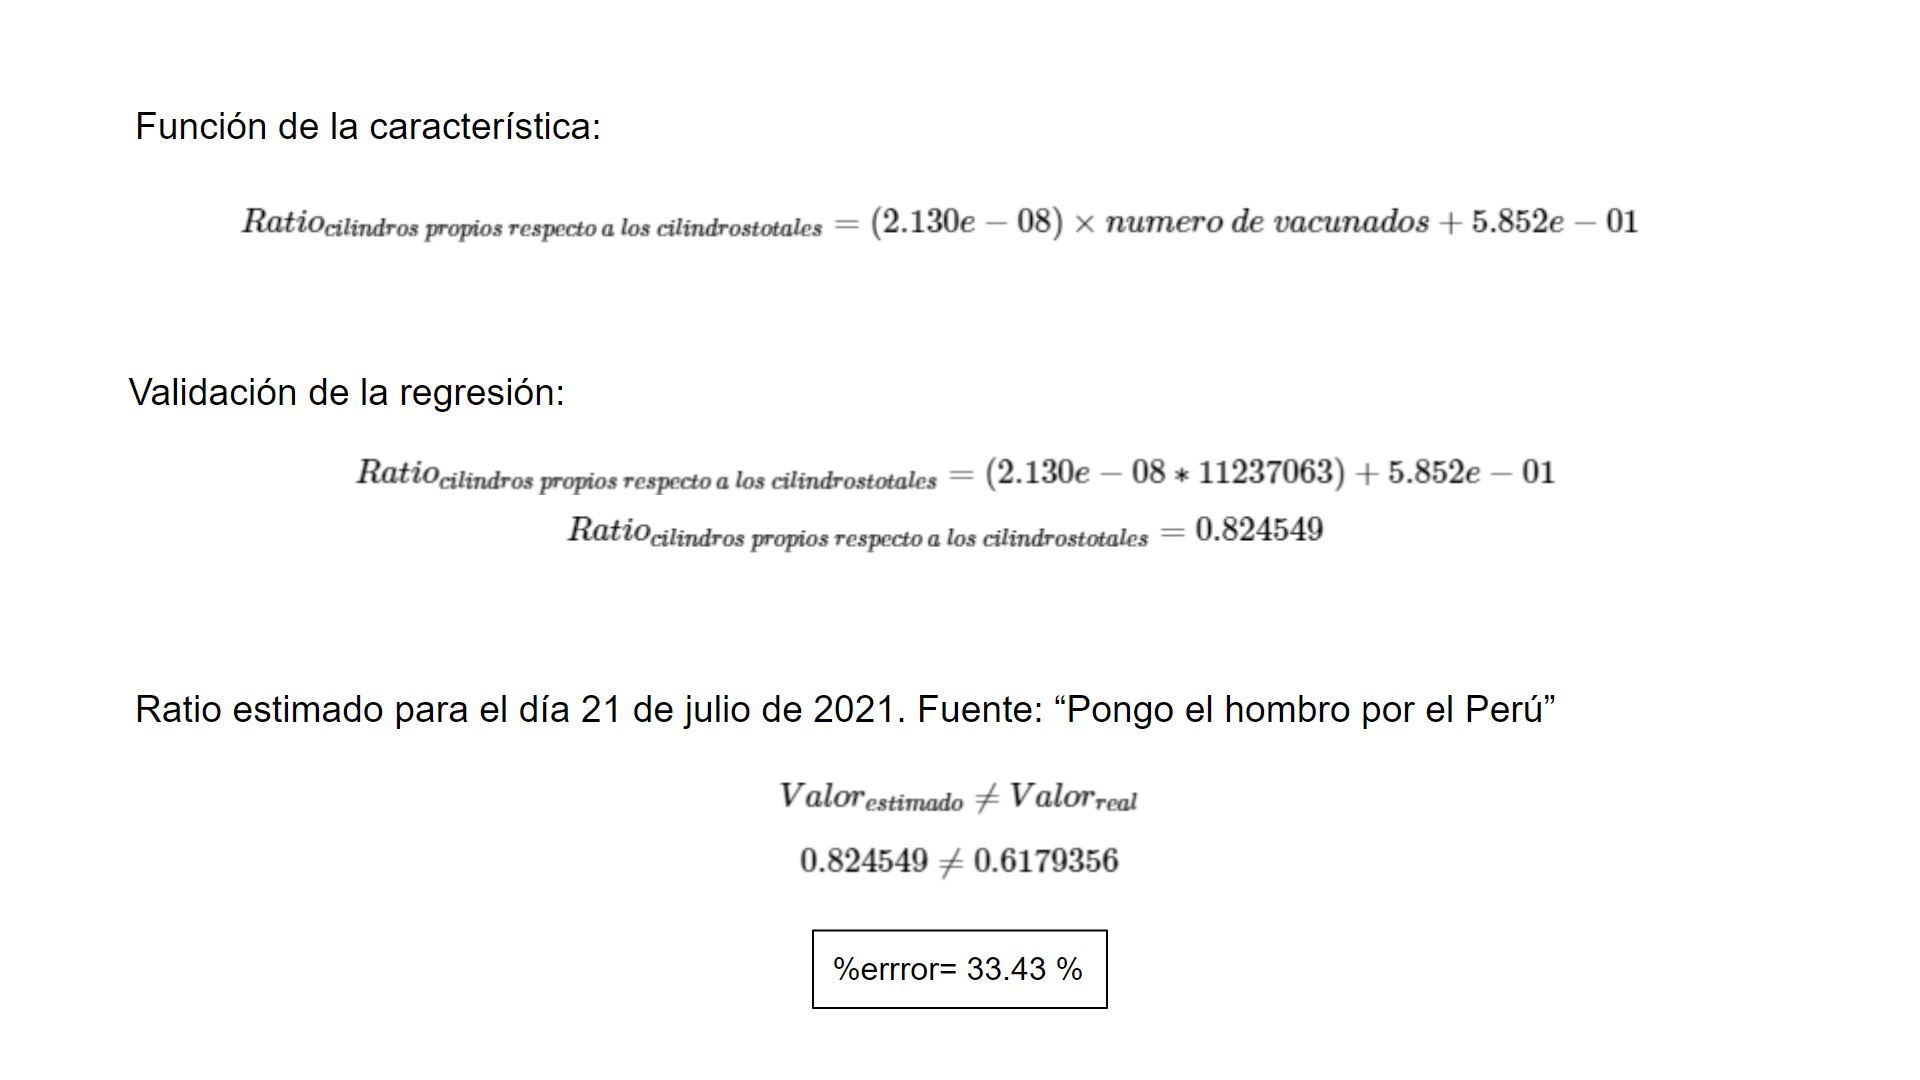 Función de la característica:
Ratio_{cilindros propios respecto a los cilindrostotales} = (2.130e − 08) × numero de vacunados + 5.852e − 01
Validación de la regresión:
Ratio_{cilindros propios respecto a los cilindrostotales} = (2.130e − 08 * 11237063) + 5.852e − 01
Ratio_{cilindros propios respecto a los cilindrostotales} = 0.824549
Ratio estimado para el día 21 de julio de 2021. Fuente: “Pongo el hombro por el Perú”
Valor_{estimado} ≠ Valor_{real}
0.824549 ≠ 0.6179356
%errror= 33.43 %